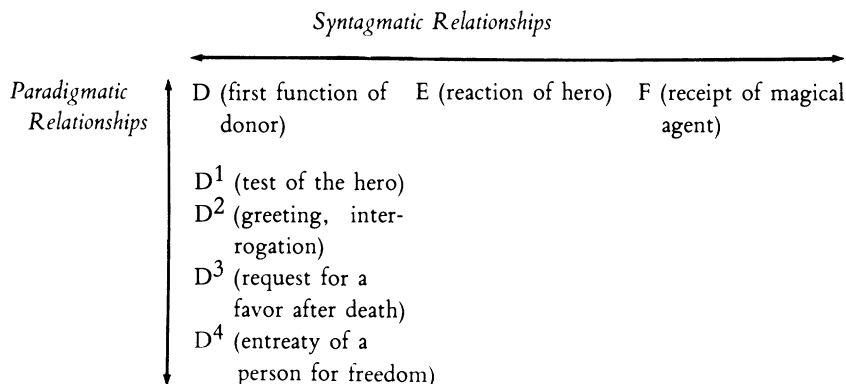 Syntagmatic Relationships
Paradigmatic
Relationships
D (first function of
donor)
E (reaction of hero)
F (receipt of magical
agent)
D1 (test of the hero)
D2 (greeting, inter-
rogation)
D3 (request for a
favor after death)
D4 (entreaty of a
person for freedom)